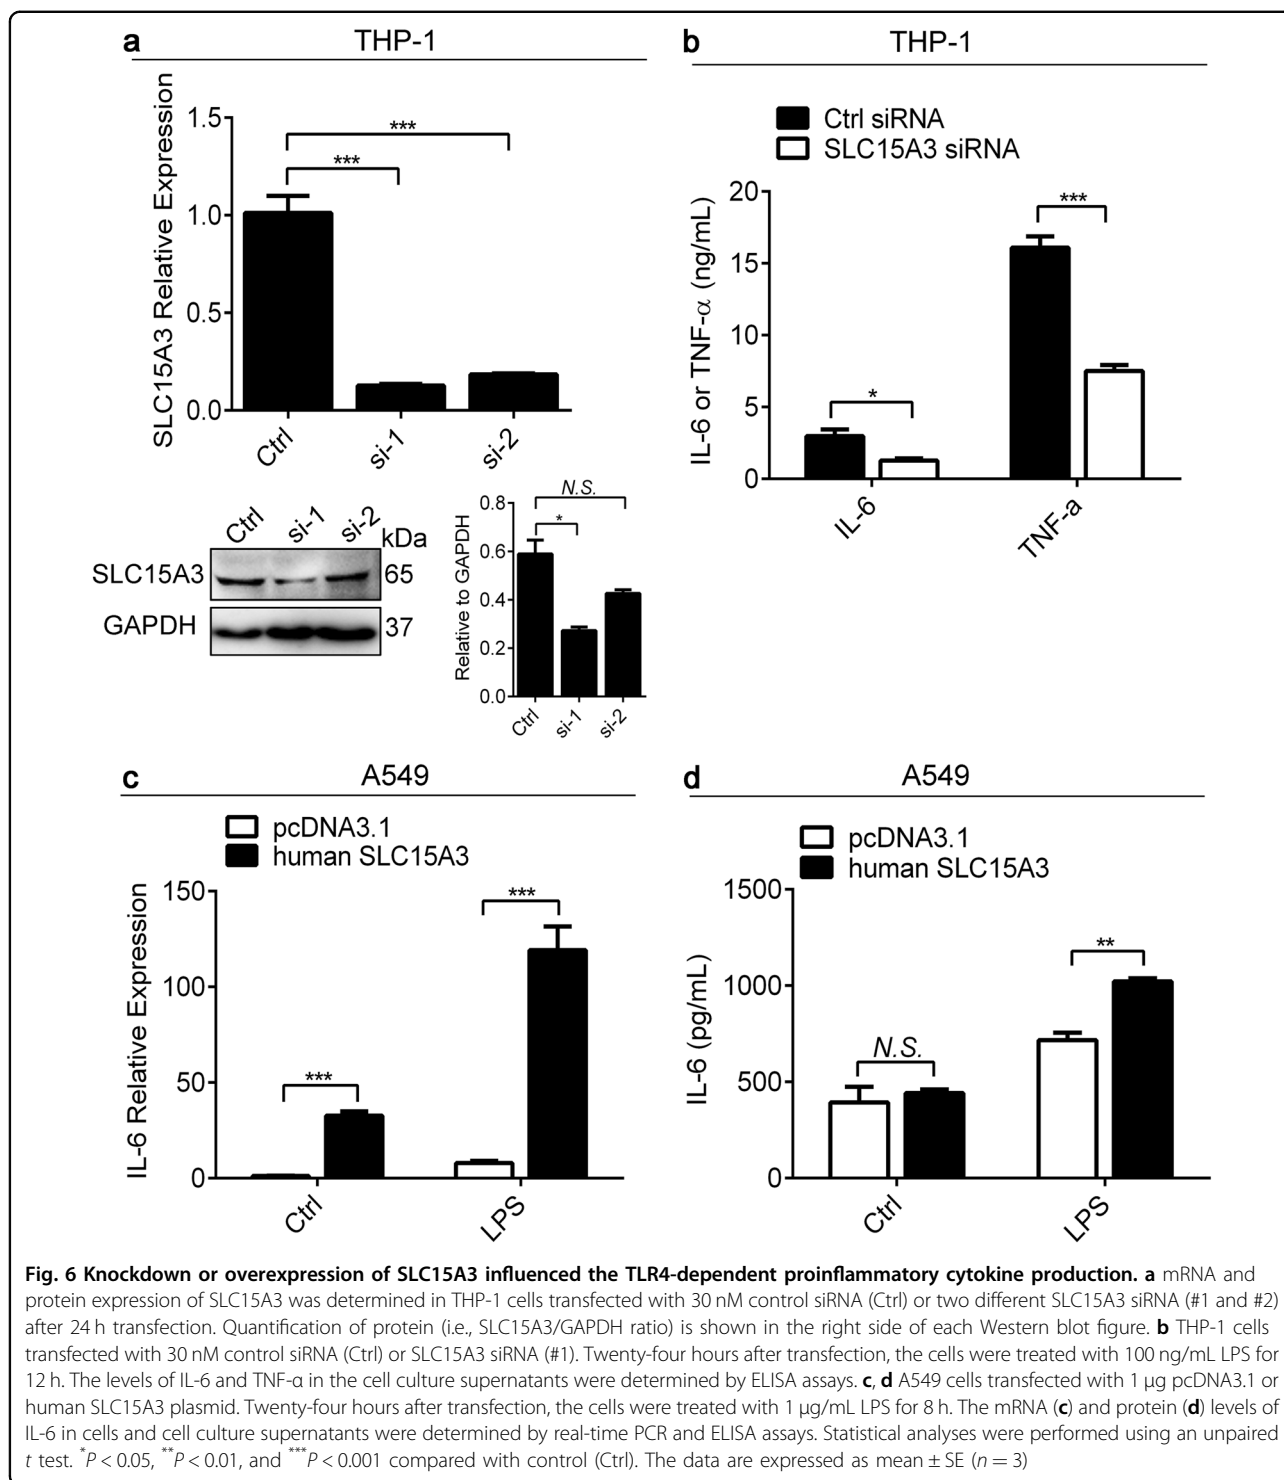 a THP-1
SLC15A3 Relative Expression
1.5
1.0
0.5
0.0
***
***
Ctrl
si-1
si-2
Ctrl si-1 si-2 kDa
SLC15A3 65
GAPDH 37
Relative to GAPDH
0.8
0.6
0.4
0.2
0.0
N.S.
*
Ctrl
si-1
si-2
b THP-1
Ctrl siRNA
SLC15A3 siRNA
IL-6 or TNF-α (ng/mL)
20
15
10
5
0
***
*
IL-6
TNF-a
c A549
pcDNA3.1
human SLC15A3
IL-6 Relative Expression
150
100
50
0
***
***
Ctrl
LPS
d A549
pcDNA3.1
human SLC15A3
IL-6 (pg/mL)
1500
1000
500
0
N.S.
**
Ctrl
LPS
Fig. 6 Knockdown or overexpression of SLC15A3 influenced the TLR4-dependent proinflammatory cytokine production. a mRNA and
protein expression of SLC15A3 was determined in THP-1 cells transfected with 30 nM control siRNA (Ctrl) or two different SLC15A3 siRNA (#1 and #2)
after 24 h transfection. Quantification of protein (i.e., SLC15A3/GAPDH ratio) is shown in the right side of each Western blot figure. b THP-1 cells
transfected with 30 nM control siRNA (Ctrl) or SLC15A3 siRNA (#1). Twenty-four hours after transfection, the cells were treated with 100 ng/mL LPS for
12 h. The levels of IL-6 and TNF-α in the cell culture supernatants were determined by ELISA assays. c, d A549 cells transfected with 1 µg pcDNA3.1 or
human SLC15A3 plasmid. Twenty-four hours after transfection, the cells were treated with 1 µg/mL LPS for 8 h. The mRNA (c) and protein (d) levels of
IL-6 in cells and cell culture supernatants were determined by real-time PCR and ELISA assays. Statistical analyses were performed using an unpaired
t test. *P < 0.05, **P < 0.01, and ***P < 0.001 compared with control (Ctrl). The data are expressed as mean ± SE (n = 3)